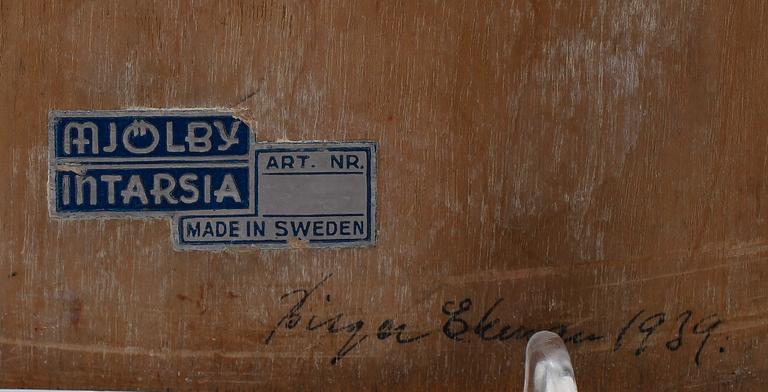 MJÖLBY
INTARSIA
ART. NR.
MADE IN SWEDEN
Birger Ekman 1939.